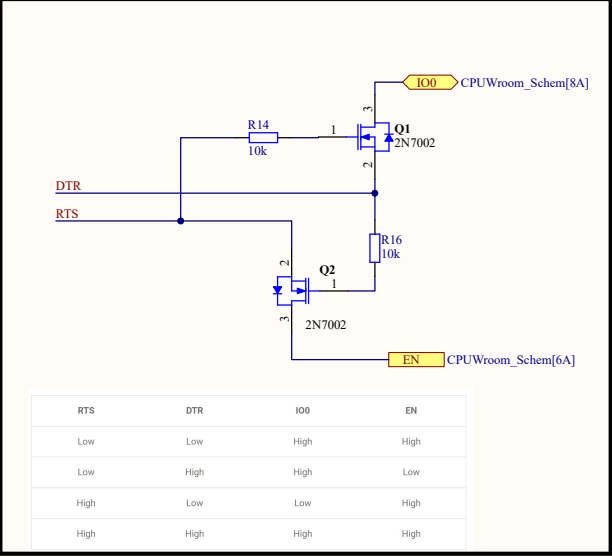 IO0 CPUWroom_Schem[8A]
3
R14
10k
1
Q1
2N7002
2
DTR
RTS
R16
10k
2
Q2
1
3
2N7002
EN CPUWroom_Schem[6A]
RTS DTR IO0 EN
Low Low High High
Low High High Low
High Low Low High
High High High High